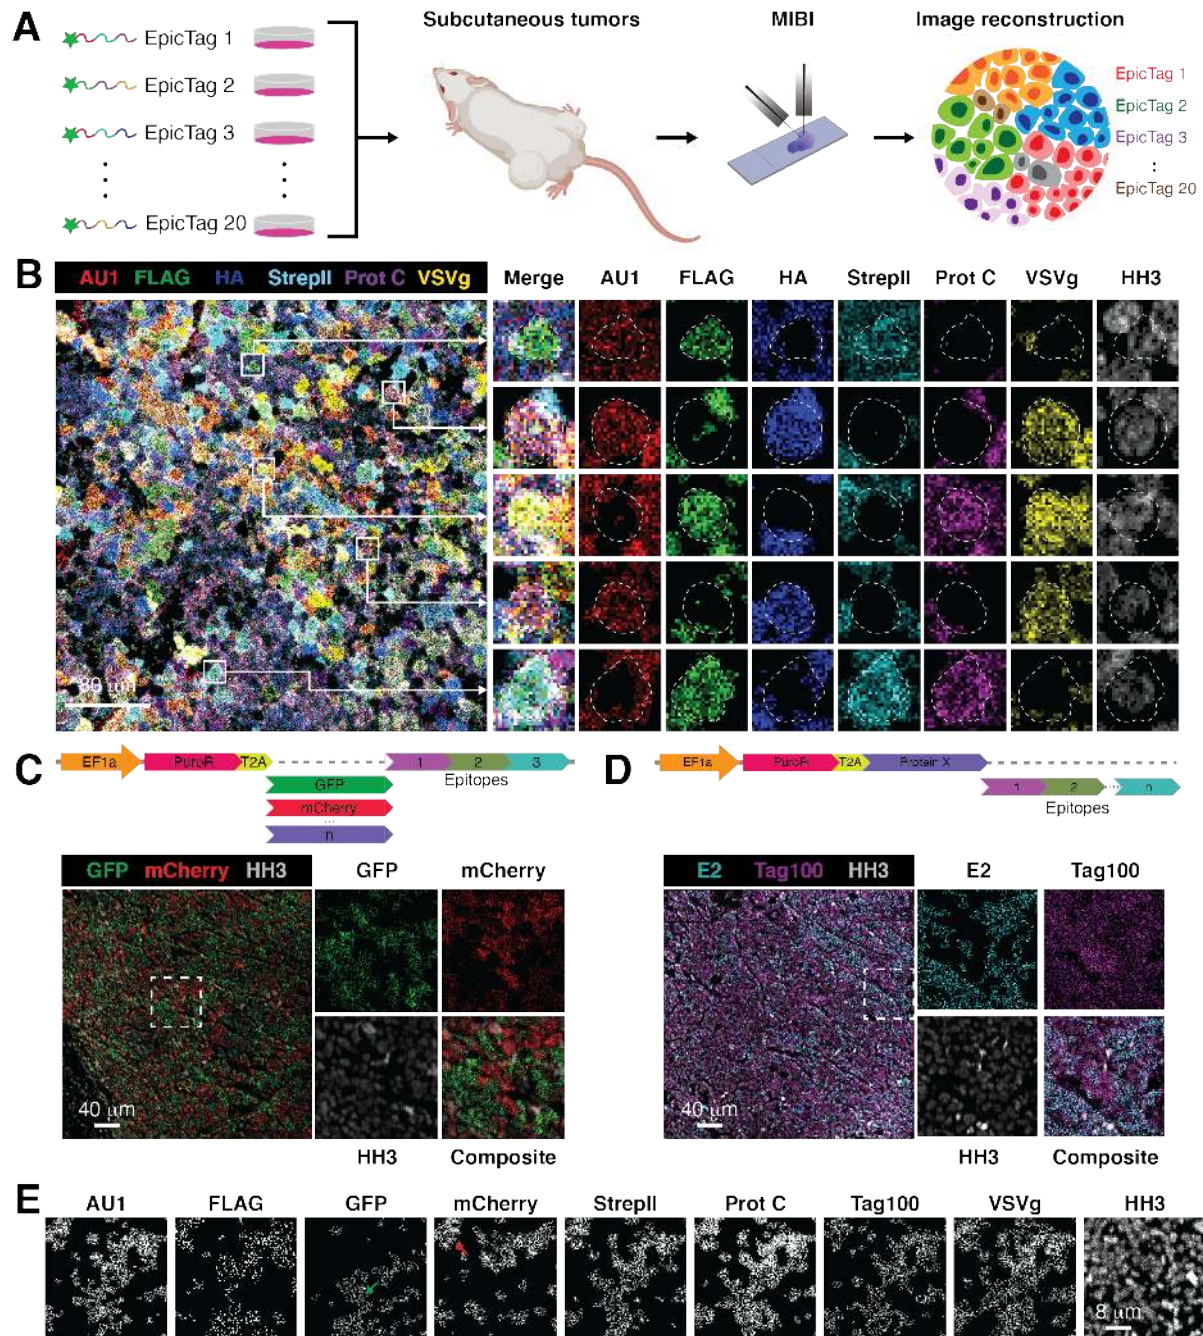 A
Subcutaneous tumors
MIBI
Image reconstruction
EpicTag 1
EpicTag 2
EpicTag 3
EpicTag 20
EpicTag 1
EpicTag 2
EpicTag 3
EpicTag 20
B
AU1 FLAG HA StrepII Prot C VSVg
Merge AU1 FLAG HA StrepII Prot C VSVg HH3
80 µm
C
EF1a PuroR T2A 1 2 3
Epitopes
GFP
mCherry
...
n
D
EF1a PuroR T2A Protein X
1 2 n
Epitopes
GFP mCherry HH3
GFP mCherry
40 µm
HH3 Composite
E2 Tag100 HH3
E2 Tag100
40 µm
HH3 Composite
E
AU1 FLAG GFP mCherry StrepII Prot C Tag100 VSVg HH3
8 µm